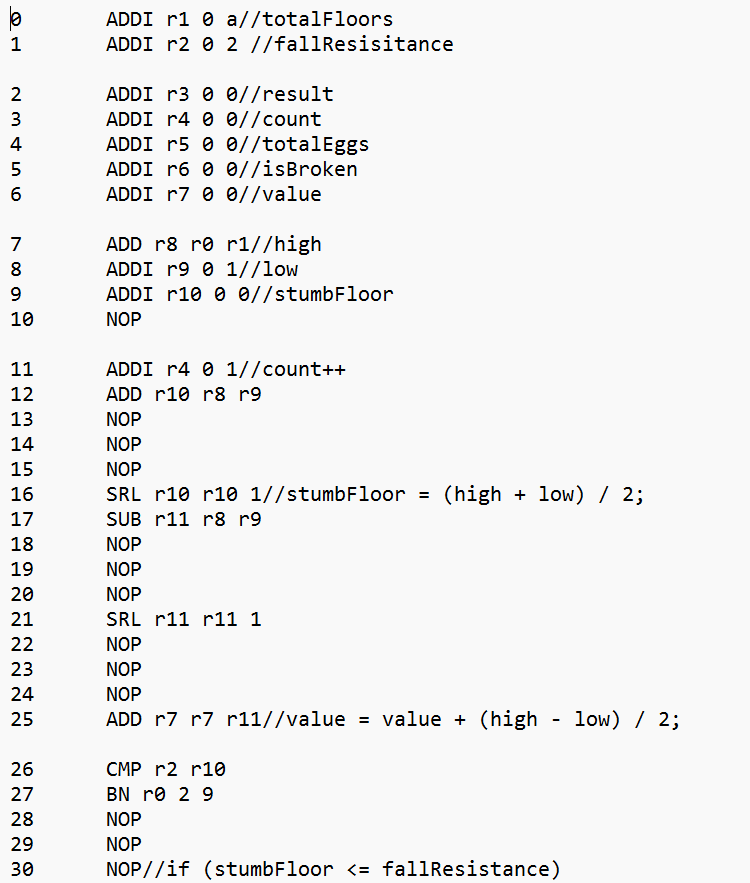 0 ADDI r1 0 a//totalFloors
1 ADDI r2 0 2 //fallResisitance
2 ADDI r3 0 0//result
3 ADDI r4 0 0//count
4 ADDI r5 0 0//totalEggs
5 ADDI r6 0 0//isBroken
6 ADDI r7 0 0//value
7 ADD r8 r0 r1//high
8 ADDI r9 0 1//low
9 ADDI r10 0 0//stumbFloor
10 NOP
11 ADDI r4 0 1//count++
12 ADD r10 r8 r9
13 NOP
14 NOP
15 NOP
16 SRL r10 r10 1//stumbFloor = (high + low) / 2;
17 SUB r11 r8 r9
18 NOP
19 NOP
20 NOP
21 SRL r11 r11 1
22 NOP
23 NOP
24 NOP
25 ADD r7 r7 r11//value = value + (high - low) / 2;
26 CMP r2 r10
27 BN r0 2 9
28 NOP
29 NOP
30 NOP//if (stumbFloor <= fallResistance)